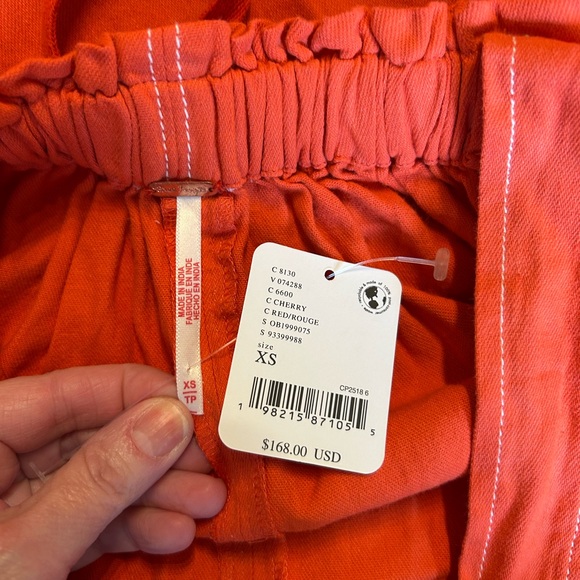 MADE IN INDIA
FABRIQUE EN INDE
HECHO EN INDIA
XS
TP
C 8130
V 074288
C 6600
C CHERRY
C RED/ROUGE
S OB1999075
S 93399988
size
XS
CP2518 6
1 98215 87105 5
$168.00 USD